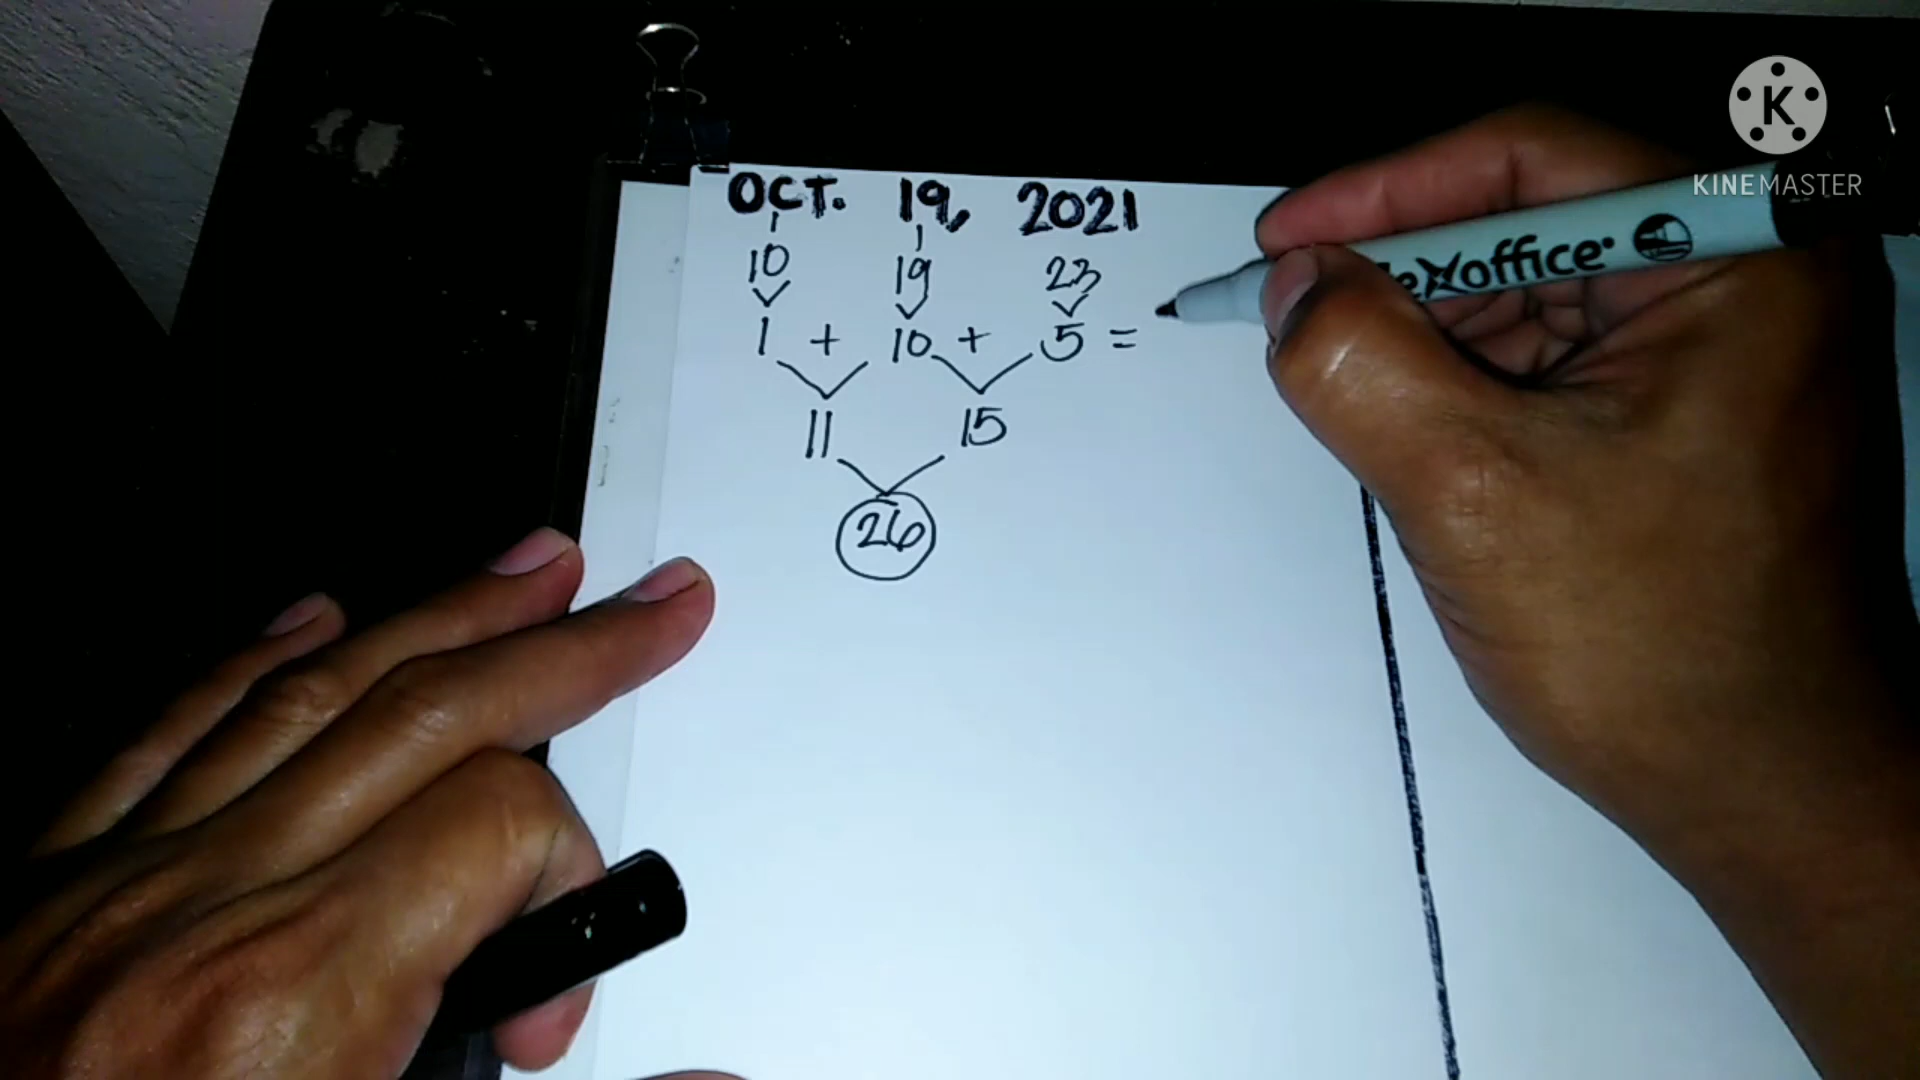 OCT. 19, 2021
10 19 23
1 + 10 + 5 =
11 15
26
K
KINEMASTER
office